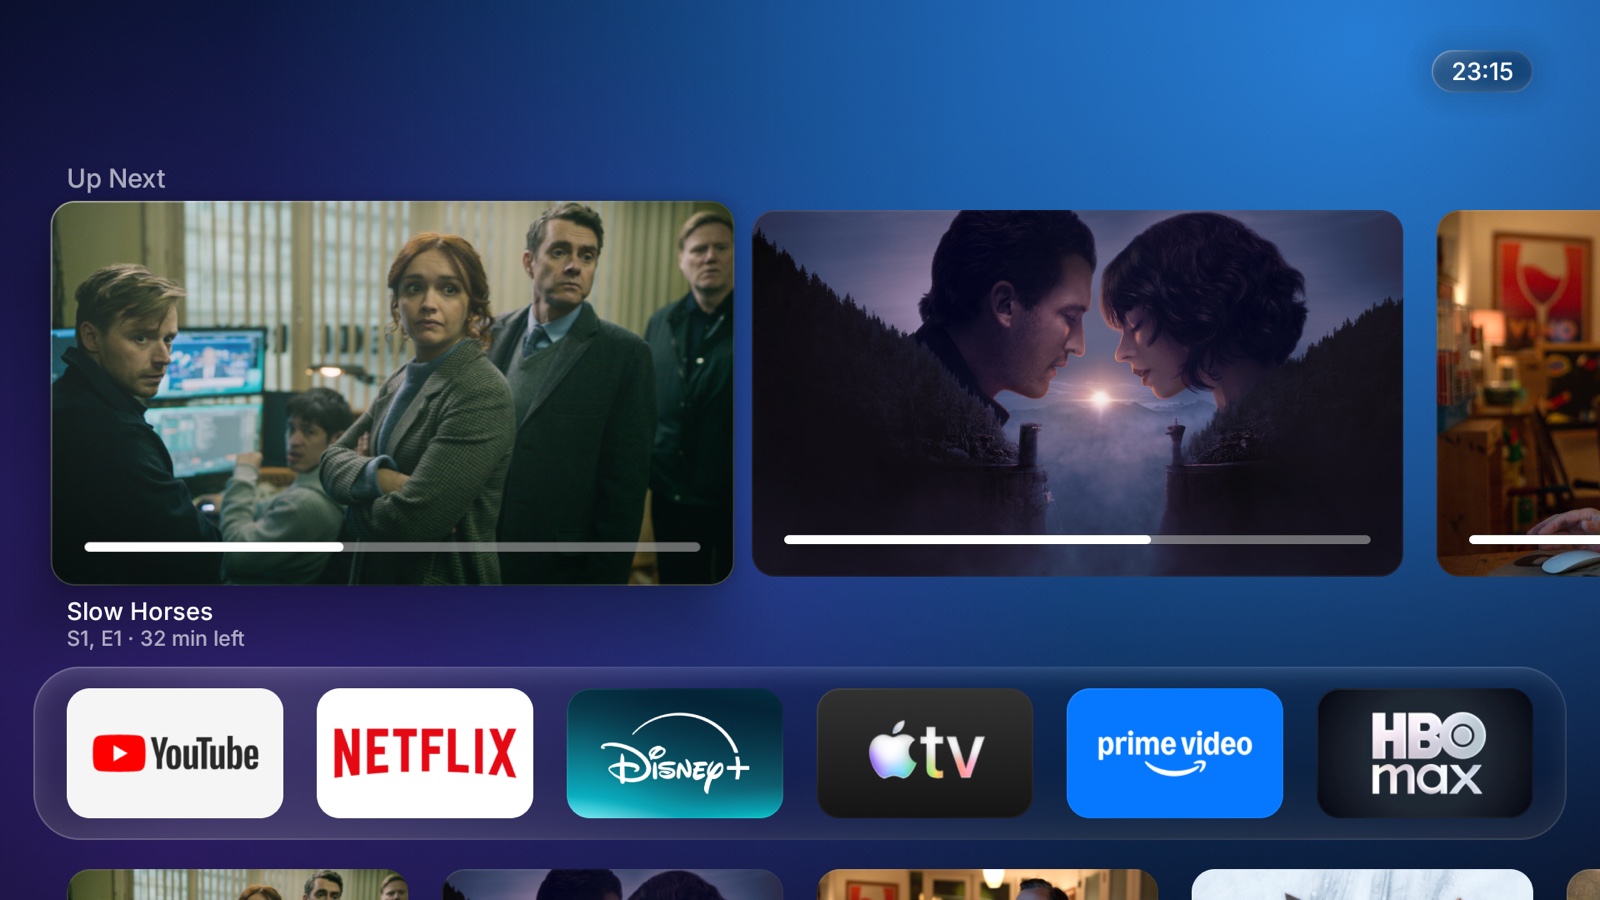 23:15
Up Next
Slow Horses
S1, E1 · 32 min left
YouTube
NETFLIX
Disney+
tv
prime video
HBO
max